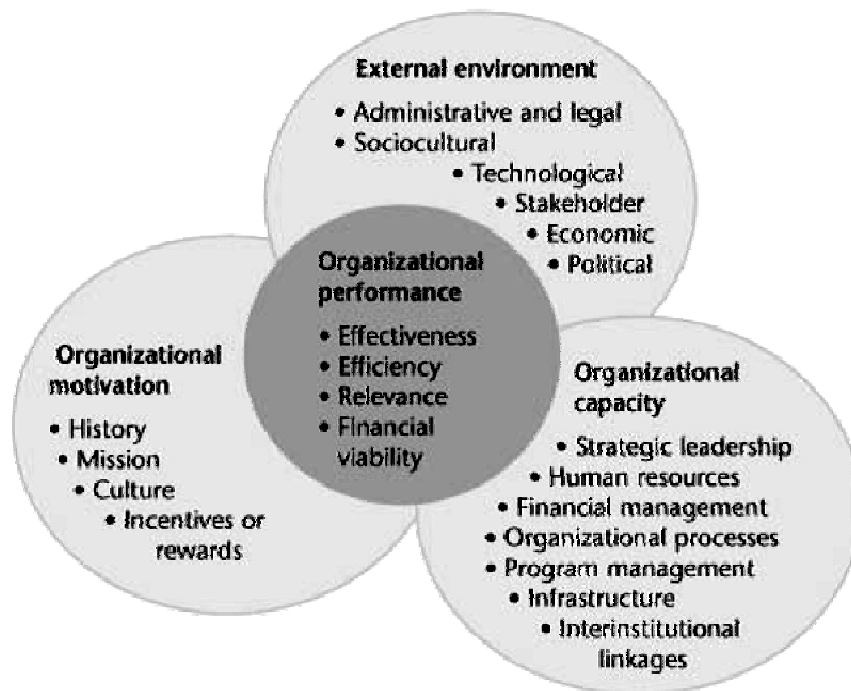 External environment
• Administrative and legal
• Sociocultural
• Technological
• Stakeholder
• Economic
• Political
Organizational
performance
• Effectiveness
• Efficiency
• Relevance
• Financial
viability
Organizational
motivation
• History
• Mission
• Culture
• Incentives or
rewards
Organizational
capacity
• Strategic leadership
• Human resources
• Financial management
• Organizational processes
• Program management
• Infrastructure
• Interinstitutional
linkages